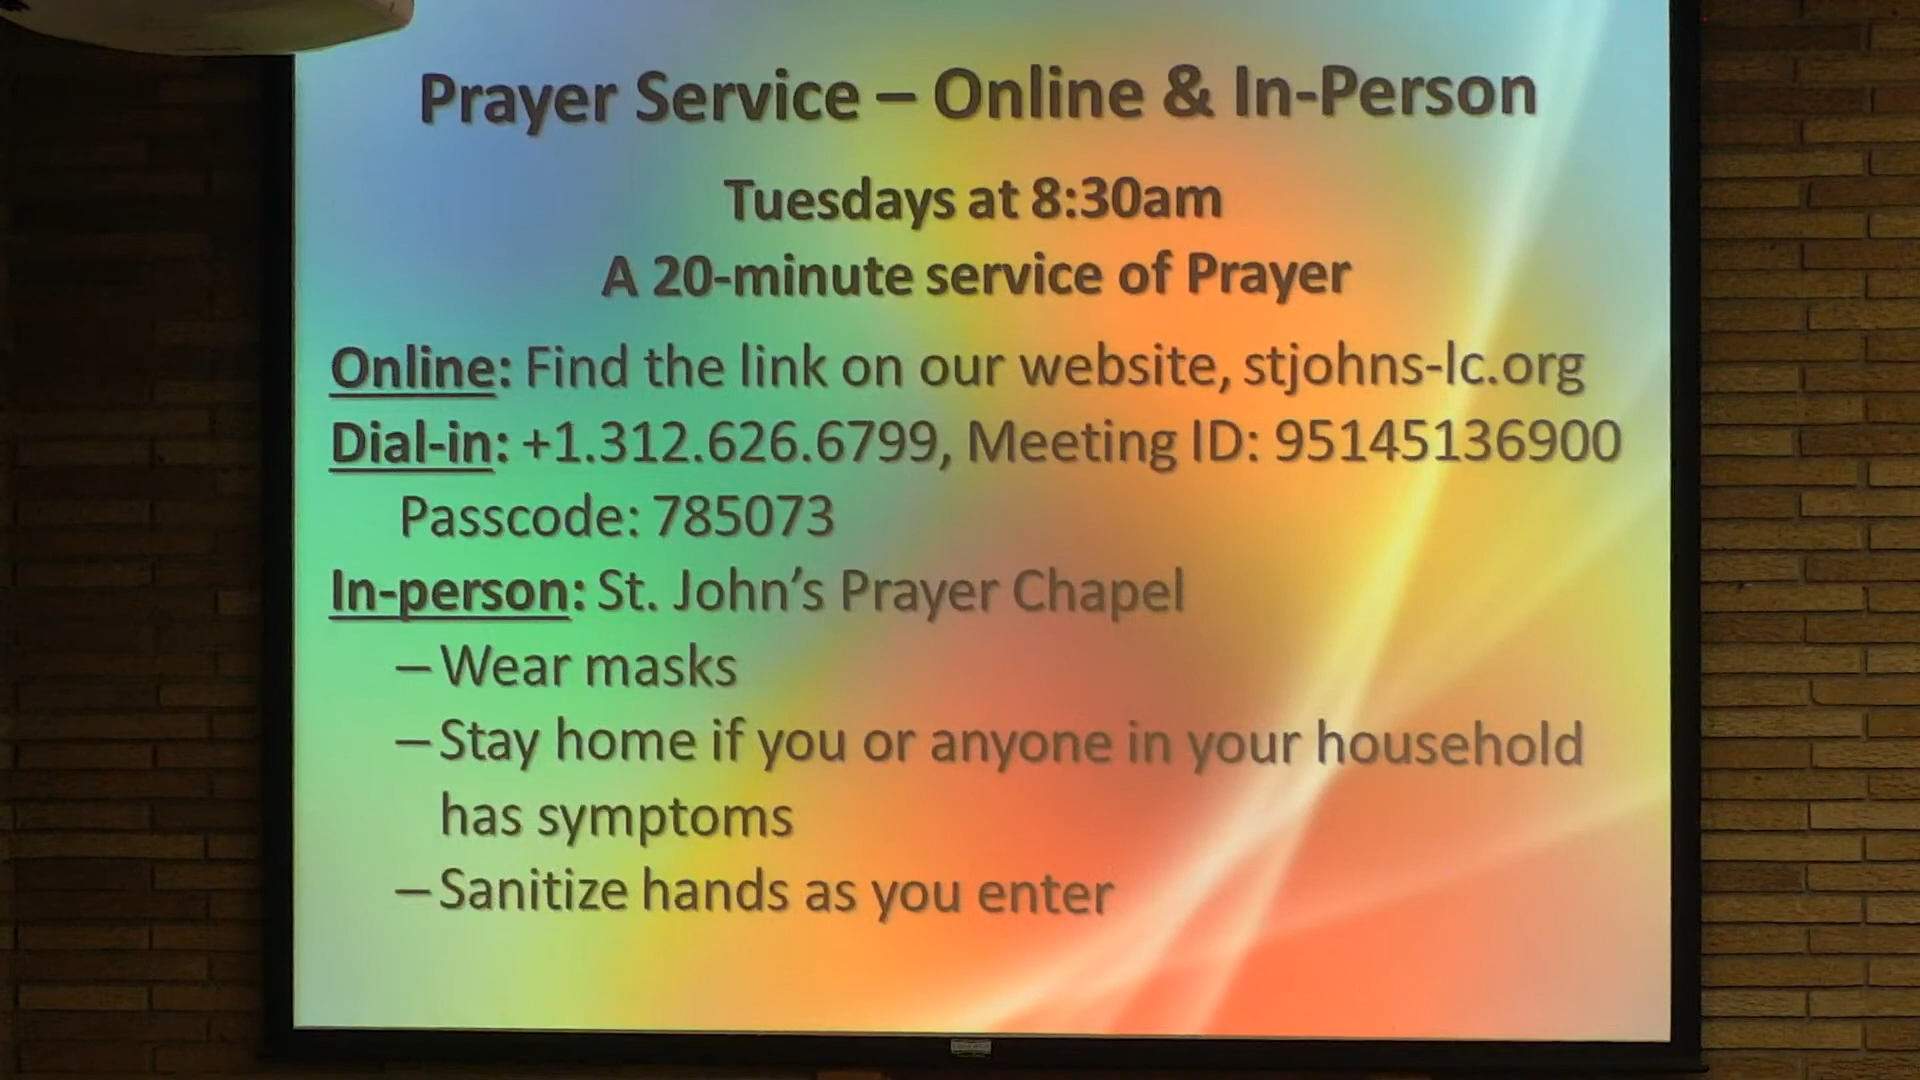 Prayer Service – Online & In-Person
Tuesdays at 8:30am
A 20-minute service of Prayer
Online: Find the link on our website, stjohns-lc.org
Dial-in: +1.312.626.6799, Meeting ID: 95145136900
Passcode: 785073
In-person: St. John's Prayer Chapel
– Wear masks
– Stay home if you or anyone in your household
has symptoms
– Sanitize hands as you enter